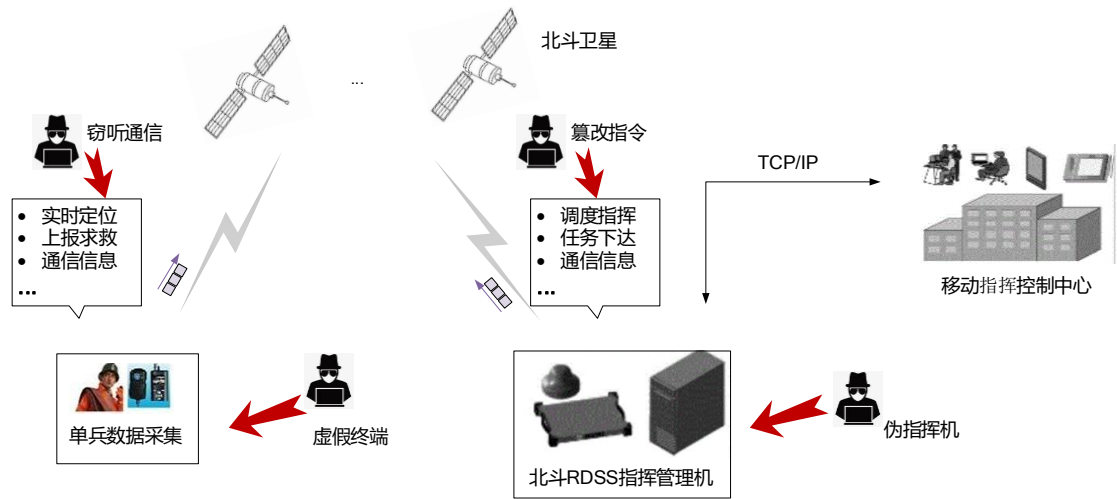 北斗卫星
...
窃听通信
篡改指令
TCP/IP
• 实时定位
• 上报求救
• 通信信息
...
• 调度指挥
• 任务下达
• 通信信息
...
移动指挥控制中心
单兵数据采集
虚假终端
北斗RDSS指挥管理机
伪指挥机